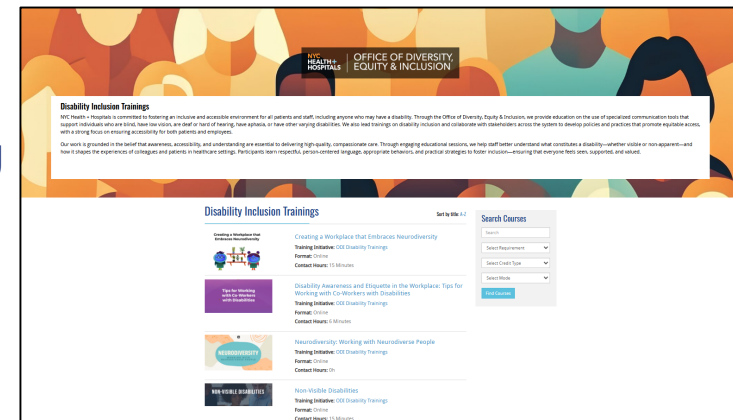 NYC
HEALTH+
HOSPITALS
OFFICE OF DIVERSITY,
EQUITY & INCLUSION
Disability Inclusion Trainings
NYC Health + Hospitals is committed to fostering an inclusive and accessible environment for all patients and staff, including anyone who may have a disability. Through the Office of Diversity, Equity & Inclusion, we provide education on the use of specialized communication tools that
support individuals who are blind, have low vision, are deaf or hard of hearing, have aphasia, or have other varying disabilities. We also lead trainings on disability inclusion and collaborate with stakeholders across the system to develop policies and practices that promote equitable access,
with a strong focus on ensuring accessibility for both patients and employees.
Our work is grounded in the belief that awareness, accessibility, and understanding are essential to delivering high-quality, compassionate care. Through engaging educational sessions, we help staff better understand what constitutes a disability—whether visible or non-apparent—and
how it shapes the experiences of colleagues and patients in healthcare settings. Participants learn respectful, person-centered language, appropriate behaviors, and practical strategies to foster inclusion—ensuring that everyone feels seen, supported, and valued.
Disability Inclusion Trainings
Sort by title: A-Z
Creating a Workplace that
Embraces Neurodiversity
Creating a Workplace that Embraces Neurodiversity
Training Initiative: ODI Disability Trainings
Format: Online
Contact Hours: 15 Minutes
Tips for Working
with Co-Workers
with Disabilities
Disability Awareness and Etiquette in the Workplace: Tips for
Working with Co-Workers with Disabilities
Training Initiative: ODI Disability Trainings
Format: Online
Contact Hours: 6 Minutes
NEURODIVERSITY
Neurodiversity: Working with Neurodiverse People
Training Initiative: ODI Disability Trainings
Format: Online
Contact Hours: 0h
NON-VISIBLE DISABILITIES
Non-Visible Disabilities
Training Initiative: ODI Disability Trainings
Format: Online
Contact Hours: 15 Minutes
Search Courses
Search
Select Requirement
Select Credit Type
Select Mode
Find Courses